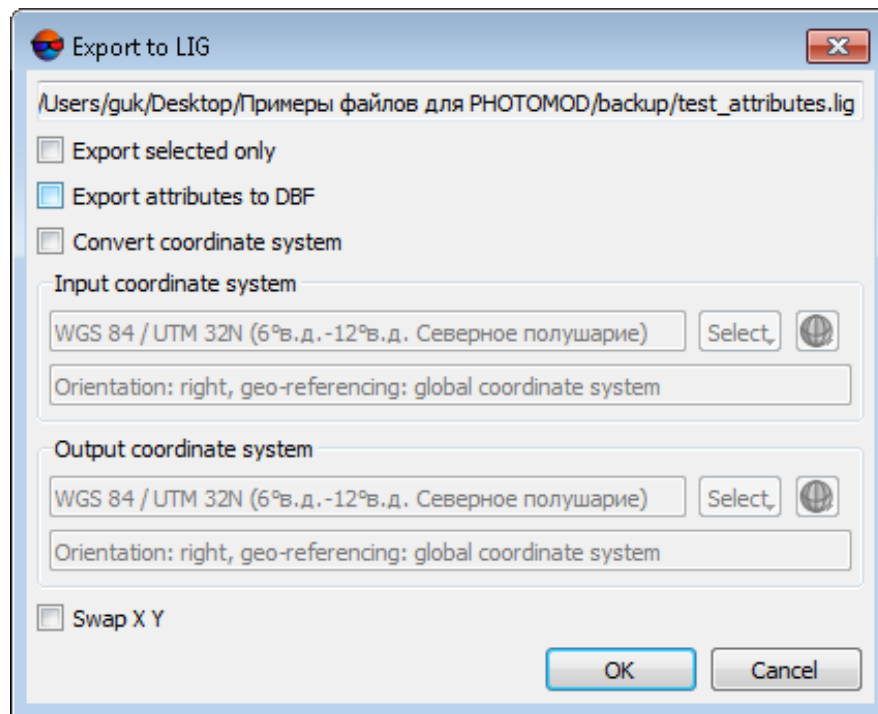 Export to LIG
/Users/guk/Desktop/Примеры файлов для PHOTOMOD/backup/test_attributes.lig
Export selected only
Export attributes to DBF
Convert coordinate system
Input coordinate system
WGS 84 / UTM 32N (6°в.д.-12°в.д. Северное полушарие) Select
Orientation: right, geo-referencing: global coordinate system
Output coordinate system
WGS 84 / UTM 32N (6°в.д.-12°в.д. Северное полушарие) Select
Orientation: right, geo-referencing: global coordinate system
Swap X Y
OK Cancel